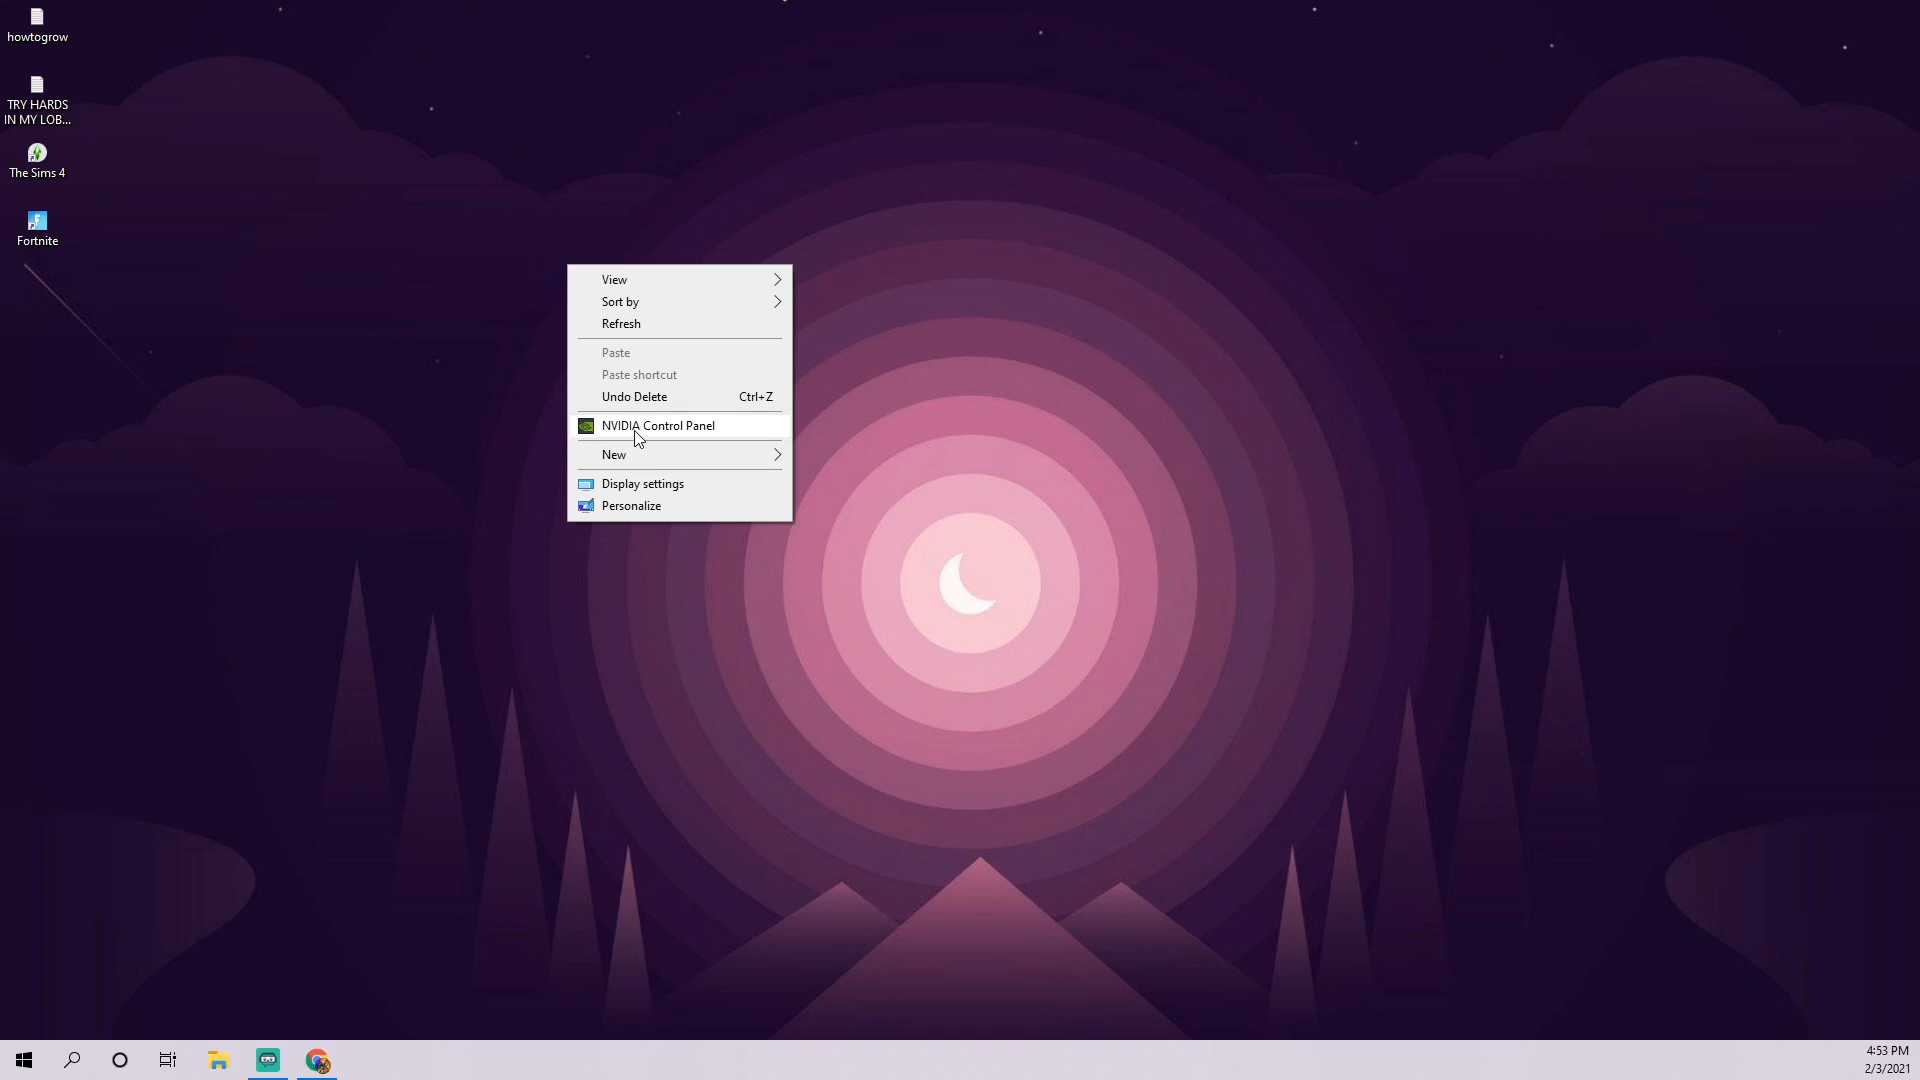 howtogrow
TRY HARDS
IN MY LOB...
The Sims 4
Fortnite
View
Sort by
Refresh
Paste
Paste shortcut
Undo Delete Ctrl+Z
NVIDIA Control Panel
New
Display settings
Personalize
4:53 PM
2/3/2021